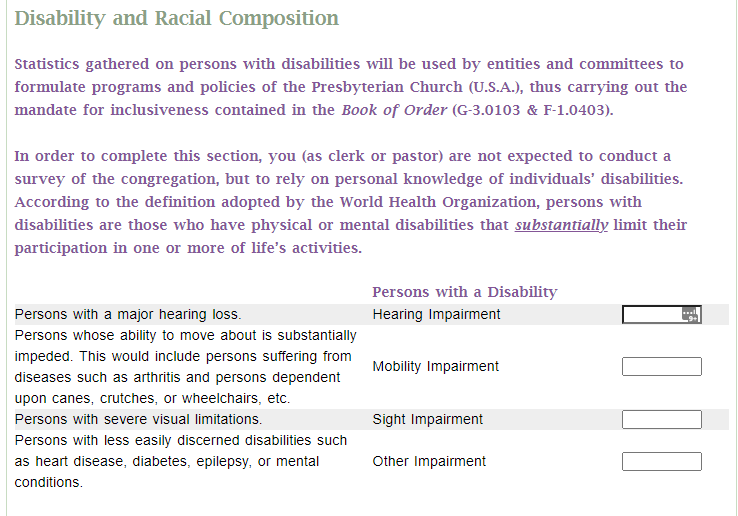 Disability and Racial Composition
Statistics gathered on persons with disabilities will be used by entities and committees to
formulate programs and policies of the Presbyterian Church (U.S.A.), thus carrying out the
mandate for inclusiveness contained in the Book of Order (G-3.0103 & F-1.0403).
In order to complete this section, you (as clerk or pastor) are not expected to conduct a
survey of the congregation, but to rely on personal knowledge of individuals’ disabilities.
According to the definition adopted by the World Health Organization, persons with
disabilities are those who have physical or mental disabilities that substantially limit their
participation in one or more of life’s activities.
Persons with a Disability
Persons with a major hearing loss. Hearing Impairment
Persons whose ability to move about is substantially
impeded. This would include persons suffering from
diseases such as arthritis and persons dependent
upon canes, crutches, or wheelchairs, etc.
Mobility Impairment
Persons with severe visual limitations. Sight Impairment
Persons with less easily discerned disabilities such
as heart disease, diabetes, epilepsy, or mental
conditions.
Other Impairment